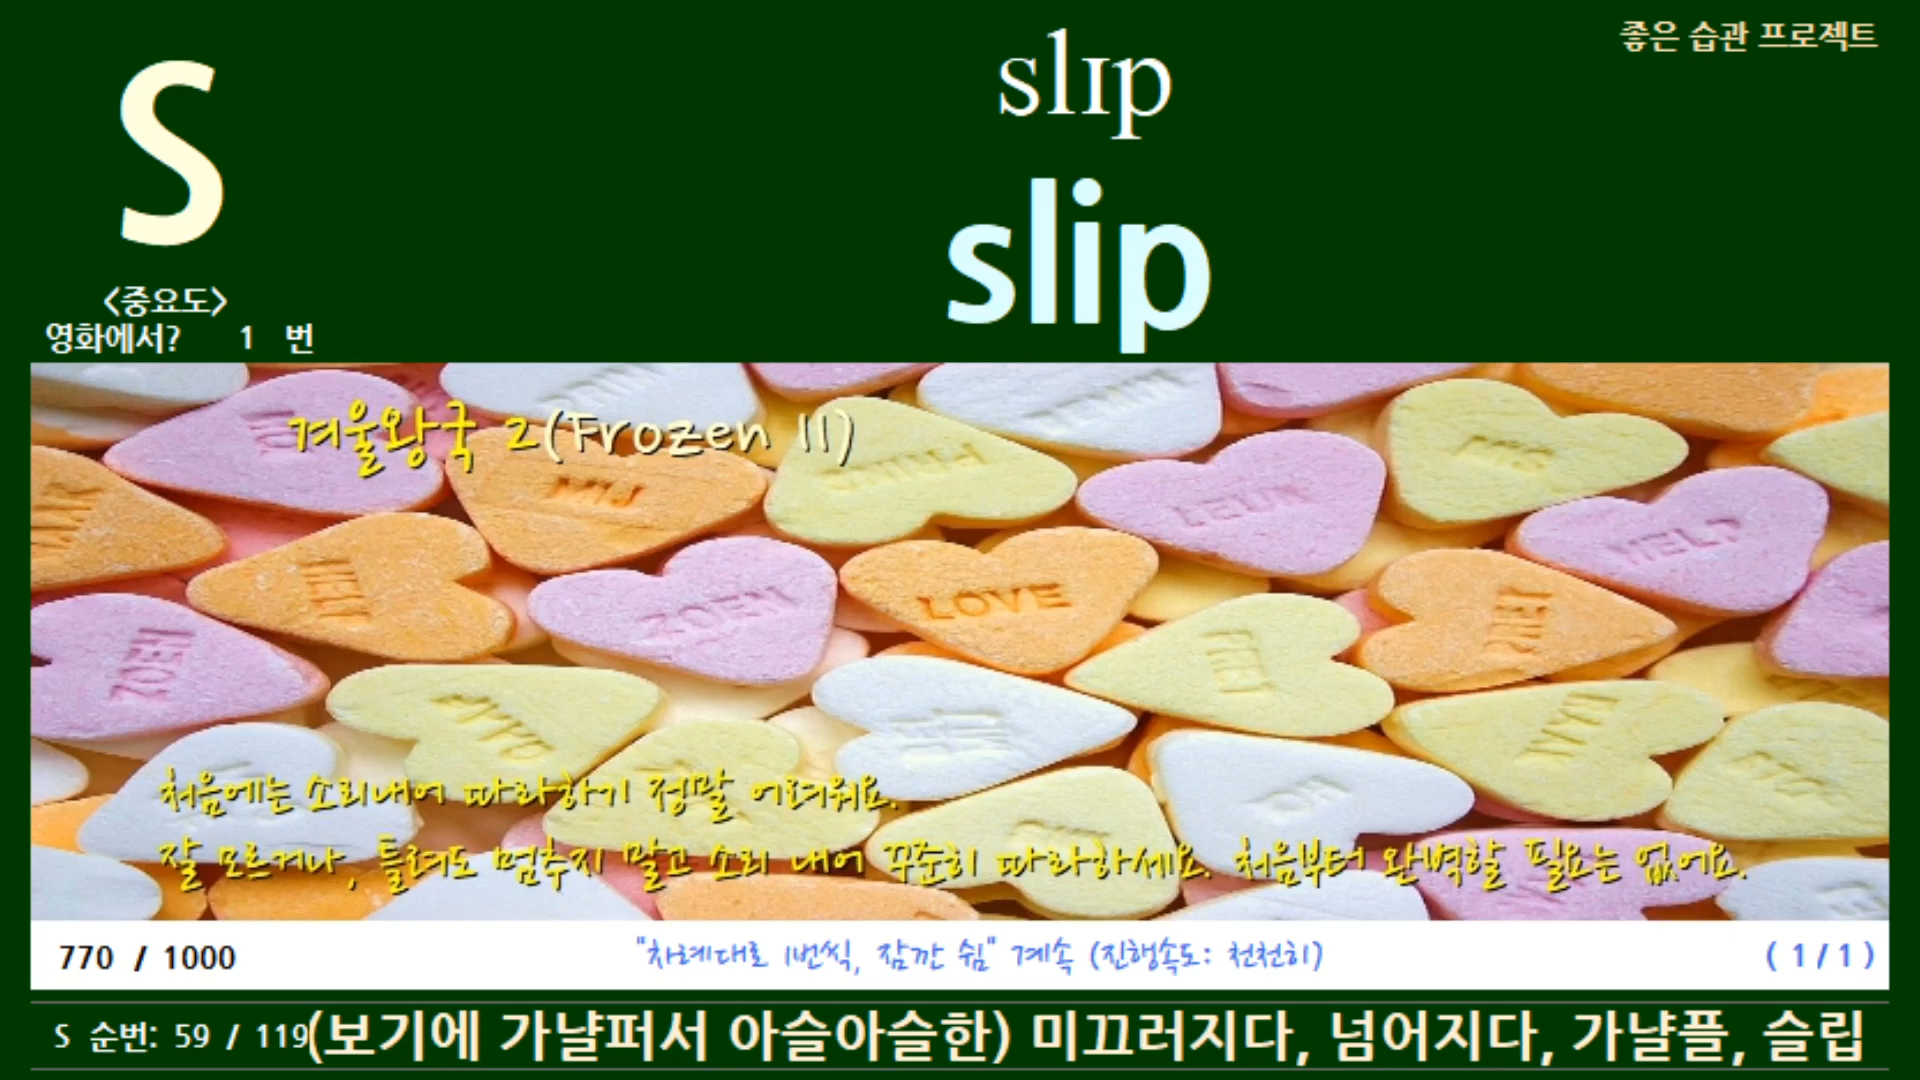 좋은 습관 프로젝트
S
slɪp
slip
<중요도>
영화에서? 1 번
겨울왕국 2(Frozen II)
MIJ
LEUK
HELP
LOVE
ZOEN
처음에는 소리내어 따라하기 정말 어려워요.
잘 모르거나, 틀려도 멈추지 말고 소리 내어 꾸준히 따라하세요. 처음부터 완벽할 필요는 없어요.
770 / 1000
"차례대로 1번씩, 잠깐 쉼" 계속 (진행속도: 천천히)
( 1 / 1 )
S 순번: 59 / 119
(보기에 가냘퍼서 아슬아슬한) 미끄러지다, 넘어지다, 가냘플, 슬립